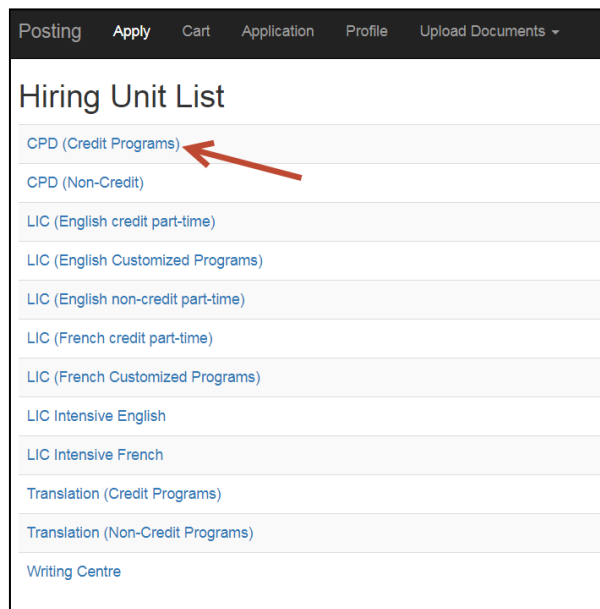 Posting Apply Cart Application Profile Upload Documents
Hiring Unit List
CPD (Credit Programs)
CPD (Non-Credit)
LIC (English credit part-time)
LIC (English Customized Programs)
LIC (English non-credit part-time)
LIC (French credit part-time)
LIC (French Customized Programs)
LIC Intensive English
LIC Intensive French
Translation (Credit Programs)
Translation (Non-Credit Programs)
Writing Centre